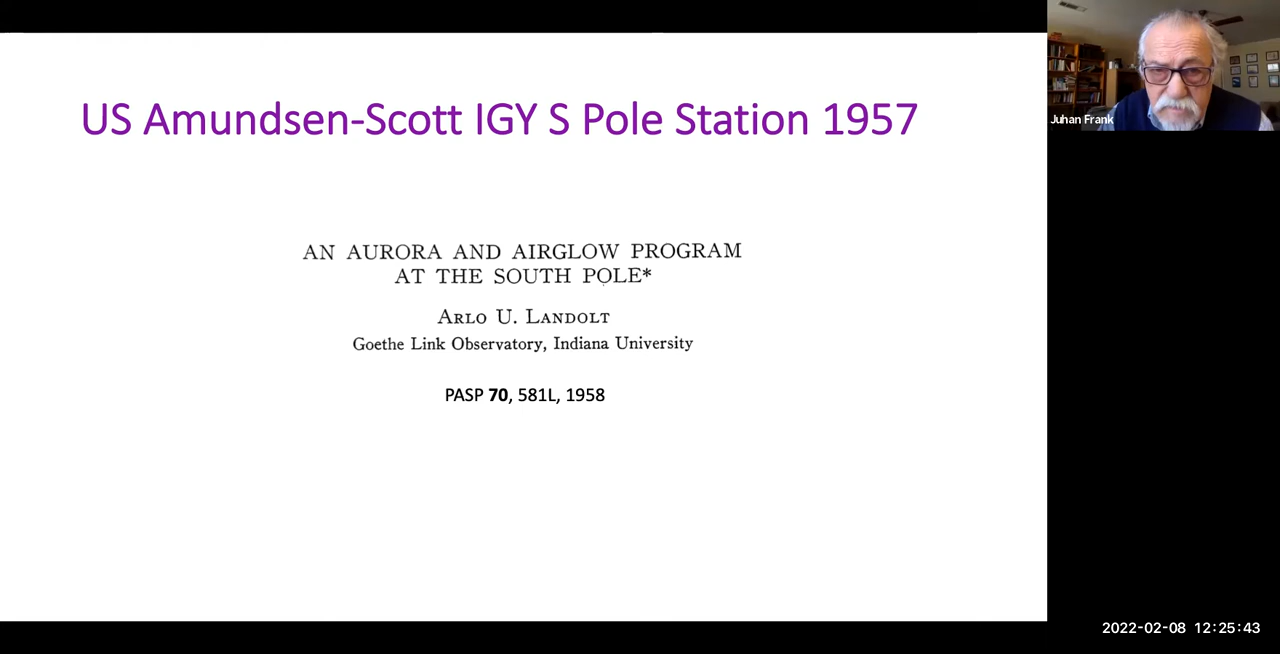 US Amundsen-Scott IGY S Pole Station 1957
AN AURORA AND AIRGLOW PROGRAM
AT THE SOUTH POLE*
ARLO U. LANDOLT
Goethe Link Observatory, Indiana University
PASP 70, 581L, 1958
Juhan Frank
2022-02-08 12:25:43